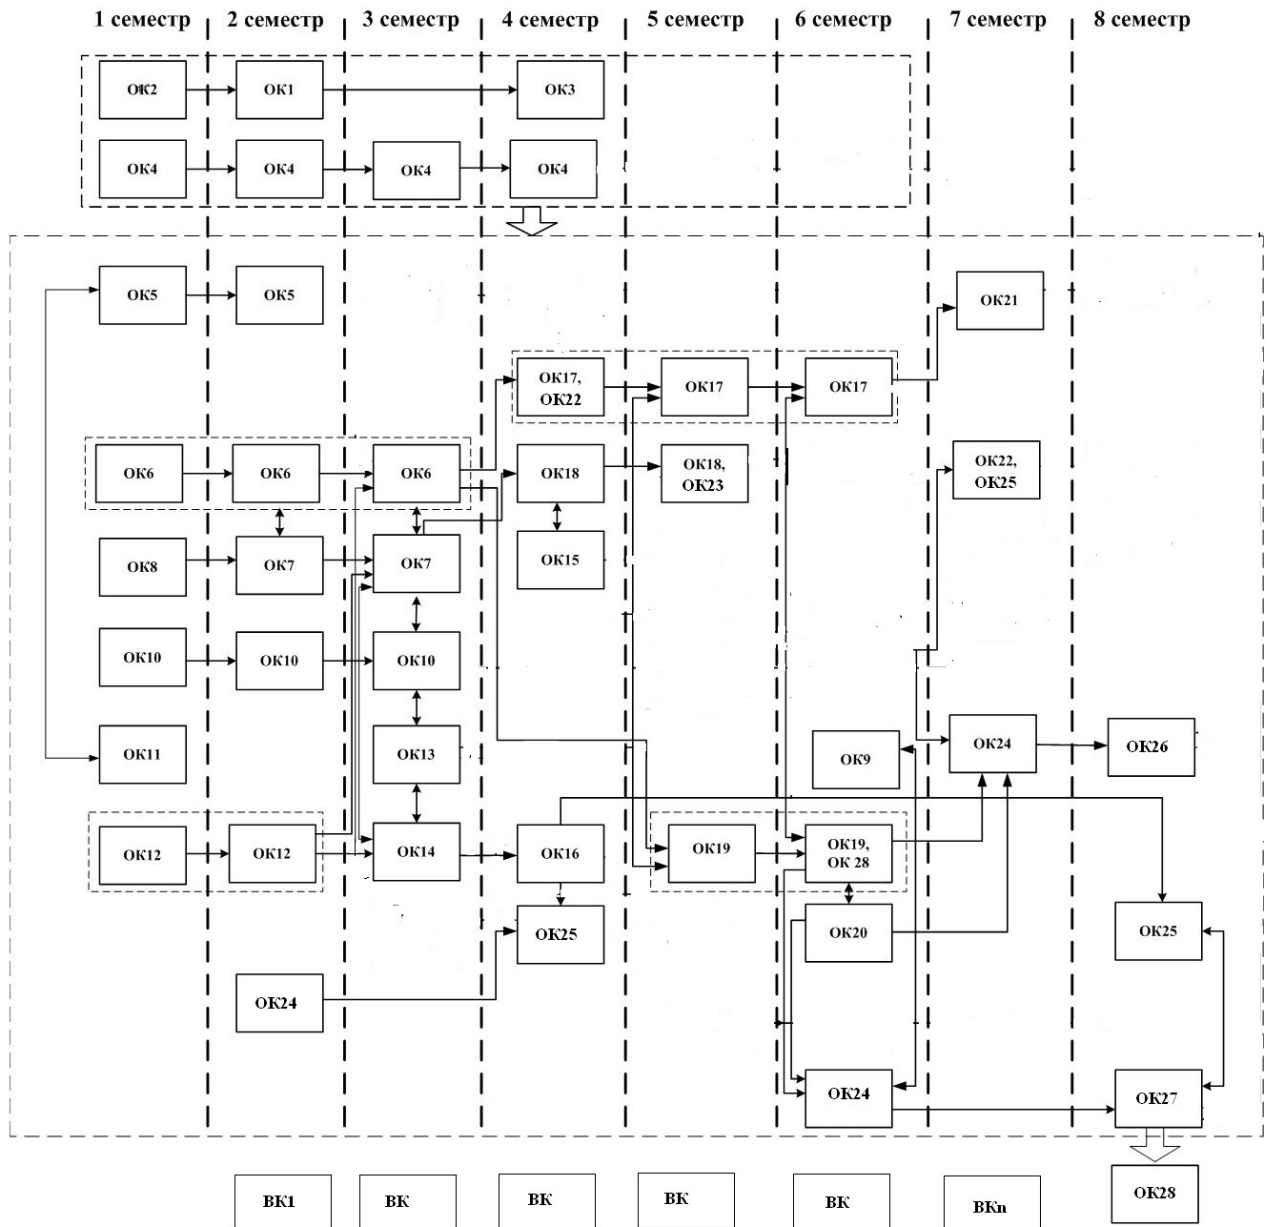 1 семестр 2 семестр 3 семестр 4 семестр 5 семестр 6 семестр 7 семестр 8 семестр
ОК2 ОК1 ОК3
ОК4 ОК4 ОК4 ОК4
ОК5 ОК5 ОК21
ОК17,
ОК22
ОК17 ОК17
ОК6 ОК6 ОК6 ОК18
ОК18,
ОК23
ОК22,
ОК25
ОК8 ОК7 ОК7 ОК15
ОК10 ОК10 ОК10
ОК11 ОК13 ОК9 ОК24 ОК26
ОК12 ОК12 ОК14 ОК16 ОК19
ОК19,
ОК 28
ОК25 ОК20 ОК25
ОК24
ОК24 ОК27
ВК1 ВК ВК ВК ВК ВКn ОК28